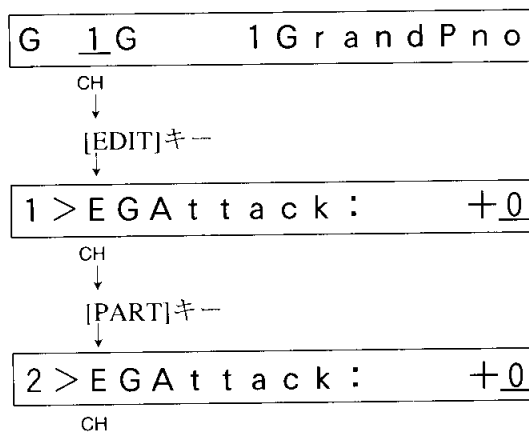 G 1G 1GrandPno
CH
↓
[EDIT]キー
↓
1>EGAttack: +0
CH
↓
[PART]キー
↓
2>EGAttack: +0
CH